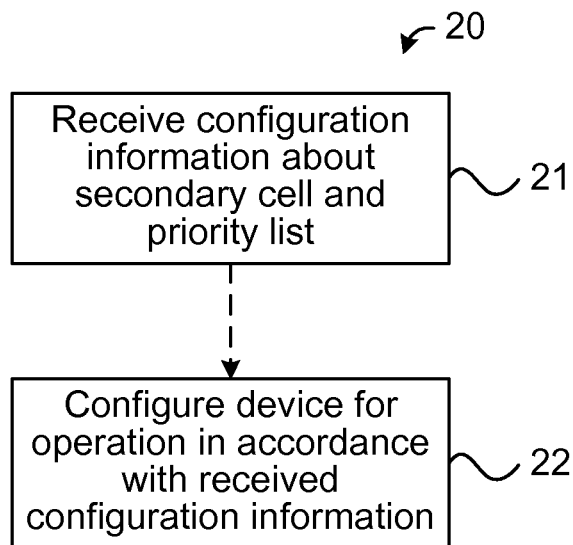 20
Receive configuration
information about
secondary cell and
priority list
21
Configure device for
operation in accordance
with received
configuration information
22